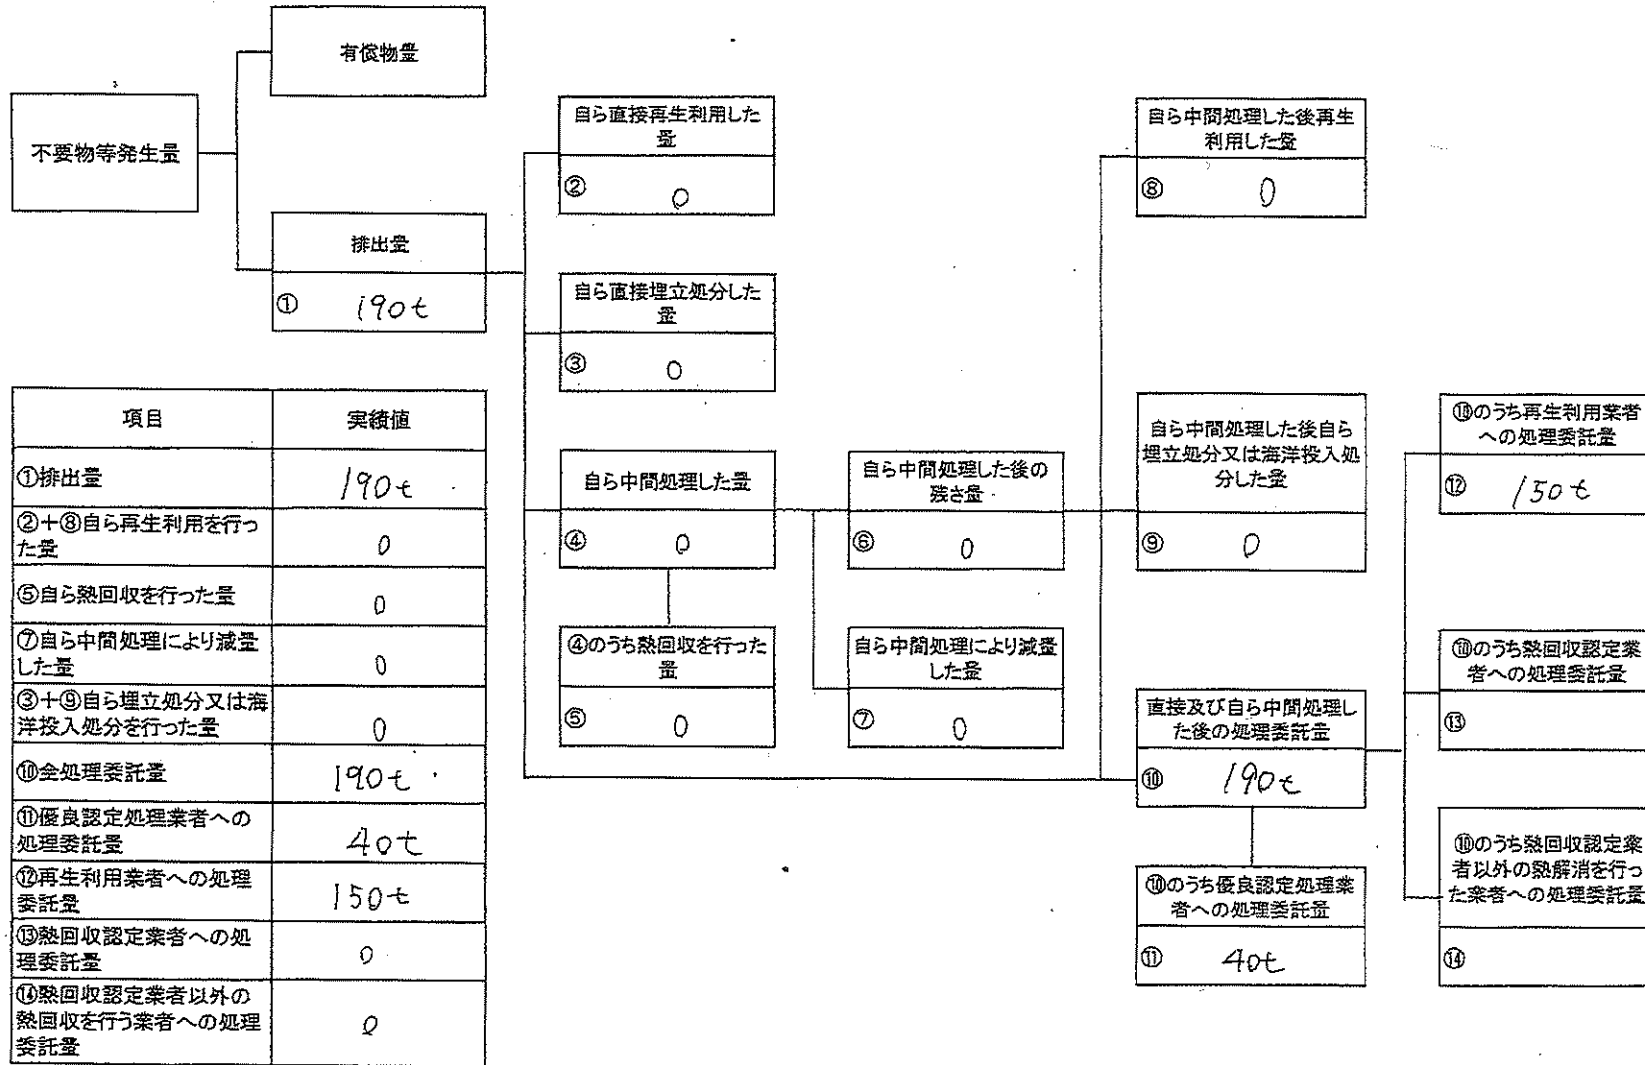 有償物量
不要物等発生量
排出量
① 190t
自ら直接再生利用した
量
② 0
自ら直接埋立処分した
量
③ 0
自ら中間処理した量
④ 0
④のうち熱回収を行った
量
⑤ 0
自ら中間処理した後の
残さ量
⑥ 0
自ら中間処理により減量
した量
⑦ 0
自ら中間処理した後再生
利用した量
⑧ 0
自ら中間処理した後自ら
埋立処分又は海洋投入処
分した量
⑨ 0
直接及び自ら中間処理し
た後の処理委託量
⑩ 190t
⑩のうち優良認定処理業
者への処理委託量
⑪ 40t
⑩のうち再生利用業者
への処理委託量
⑫ 150t
⑩のうち熱回収認定業
者への処理委託量
⑬
⑩のうち熱回収認定業
者以外の熱解消を行っ
た業者への処理委託量
⑭
項目 実績値
①排出量 190t
②+⑧自ら再生利用を行っ
た量 0
⑤自ら熱回収を行った量 0
⑦自ら中間処理により減量
した量 0
③+⑨自ら埋立処分又は海
洋投入処分を行った量 0
⑩全処理委託量 190t
⑪優良認定処理業者への
処理委託量 40t
⑫再生利用業者への処理
委託量 150t
⑬熱回収認定業者への処
理委託量 0
⑭熱回収認定業者以外の
熱回収を行う業者への処理
委託量 0